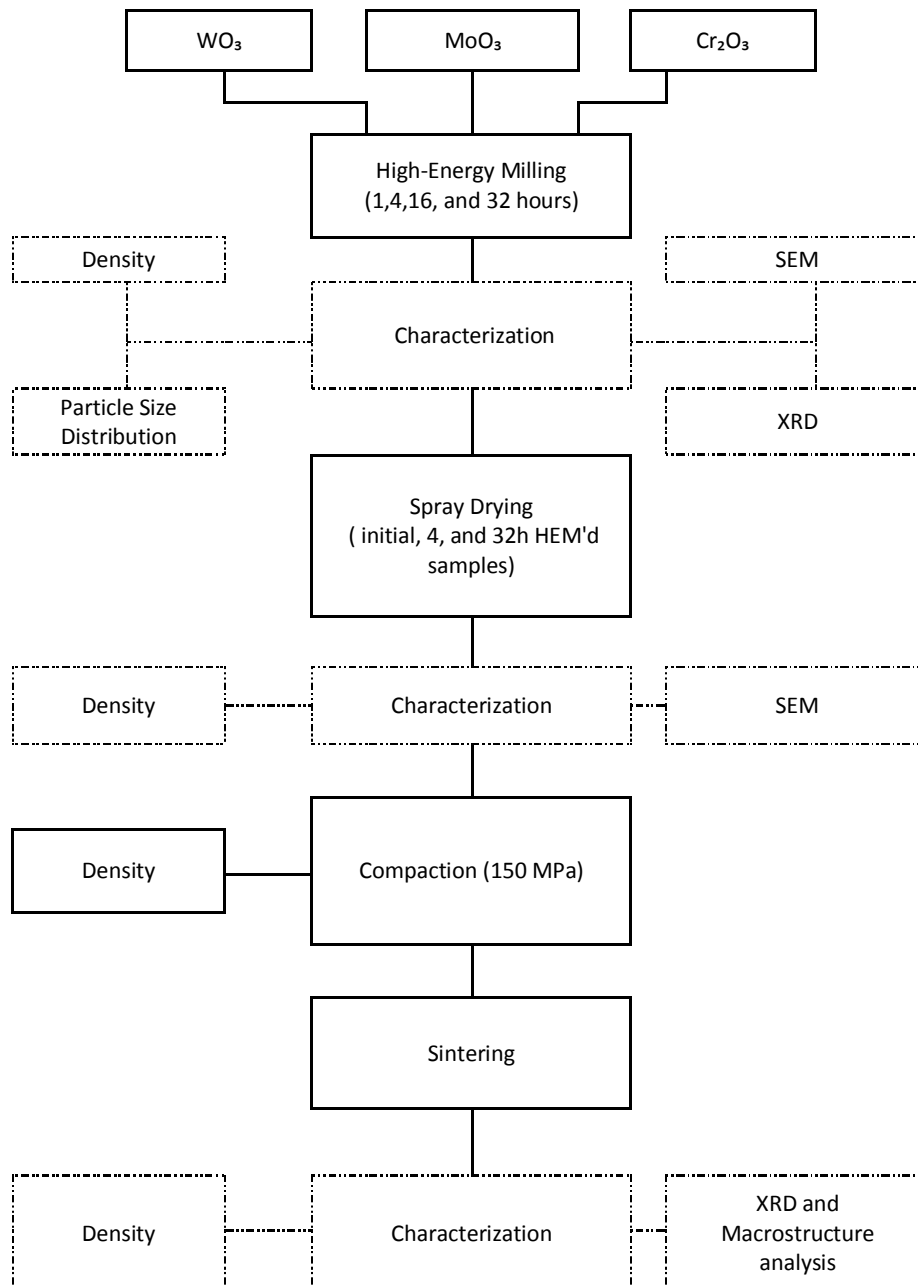 WO₃
MoO₃
Cr₂O₃
High-Energy Milling
(1,4,16, and 32 hours)
Density
SEM
Characterization
Particle Size
Distribution
XRD
Spray Drying
( initial, 4, and 32h HEM'd
samples)
Density
Characterization
SEM
Density
Compaction (150 MPa)
Sintering
Density
Characterization
XRD and
Macrostructure
analysis